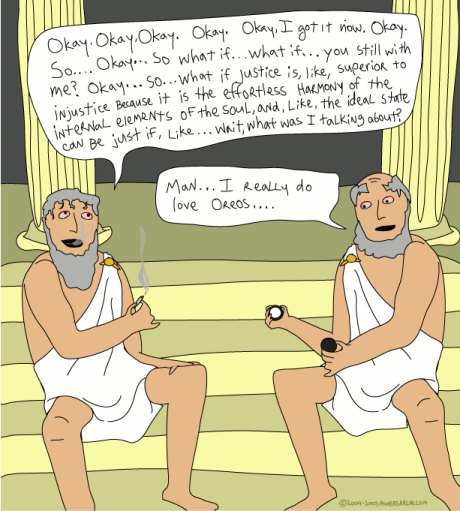 Okay. Okay, Okay. Okay. Okay, I got it now. Okay.
So.... Okay... So what if... what if... you still with
me? Okay... So... what if justice is, like, superior to
injustice Because it is the effortless Harmony of the
internal elements of the soul, and, Like, the ideal state
can Be just if, Like... wait, what was I talking about?
Man... I Really do
love Oreos....